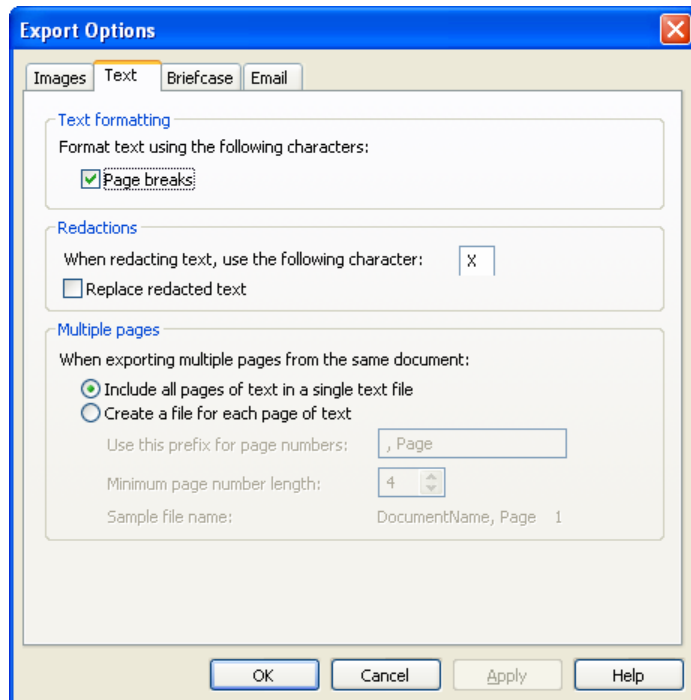 Export Options
Images Text Briefcase Email
Text formatting
Format text using the following characters:
Page breaks
Redactions
When redacting text, use the following character: X
Replace redacted text
Multiple pages
When exporting multiple pages from the same document:
Include all pages of text in a single text file
Create a file for each page of text
Use this prefix for page numbers: , Page
Minimum page number length: 4
Sample file name: DocumentName, Page 1
OK Cancel Apply Help